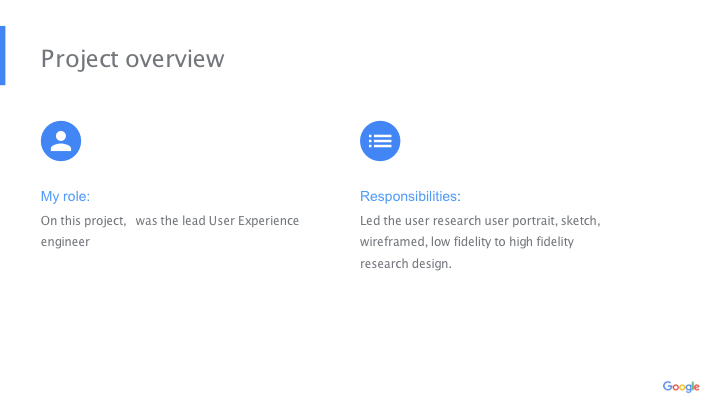 Project overview
My role:
On this project, was the lead User Experience
engineer
Responsibilities:
Led the user research user portrait, sketch,
wireframed, low fidelity to high fidelity
research design.
Google